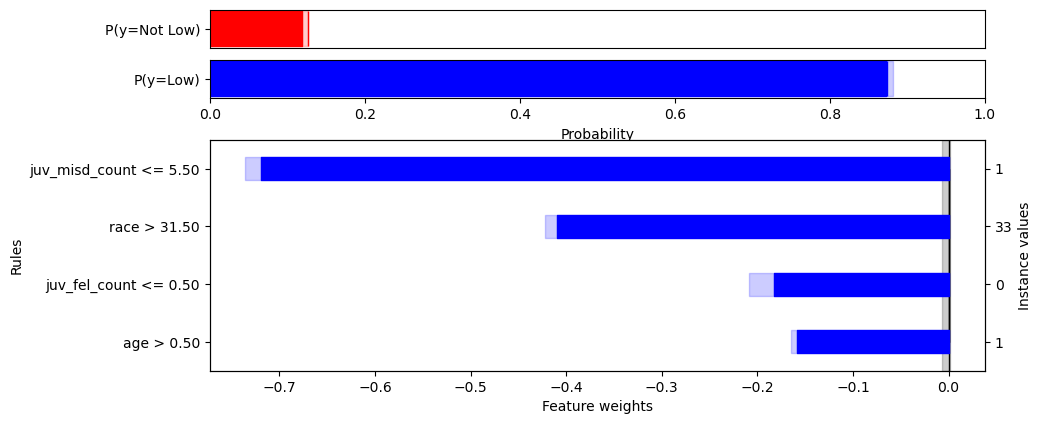 P(y=Not Low)
P(y=Low)
0.0 0.2 0.4 0.6 0.8 1.0
Probability
juv_misd_count <= 5.50 1
race > 31.50 33
juv_fel_count <= 0.50 0
age > 0.50 1
Rules
Instance values
−0.7 −0.6 −0.5 −0.4 −0.3 −0.2 −0.1 0.0
Feature weights